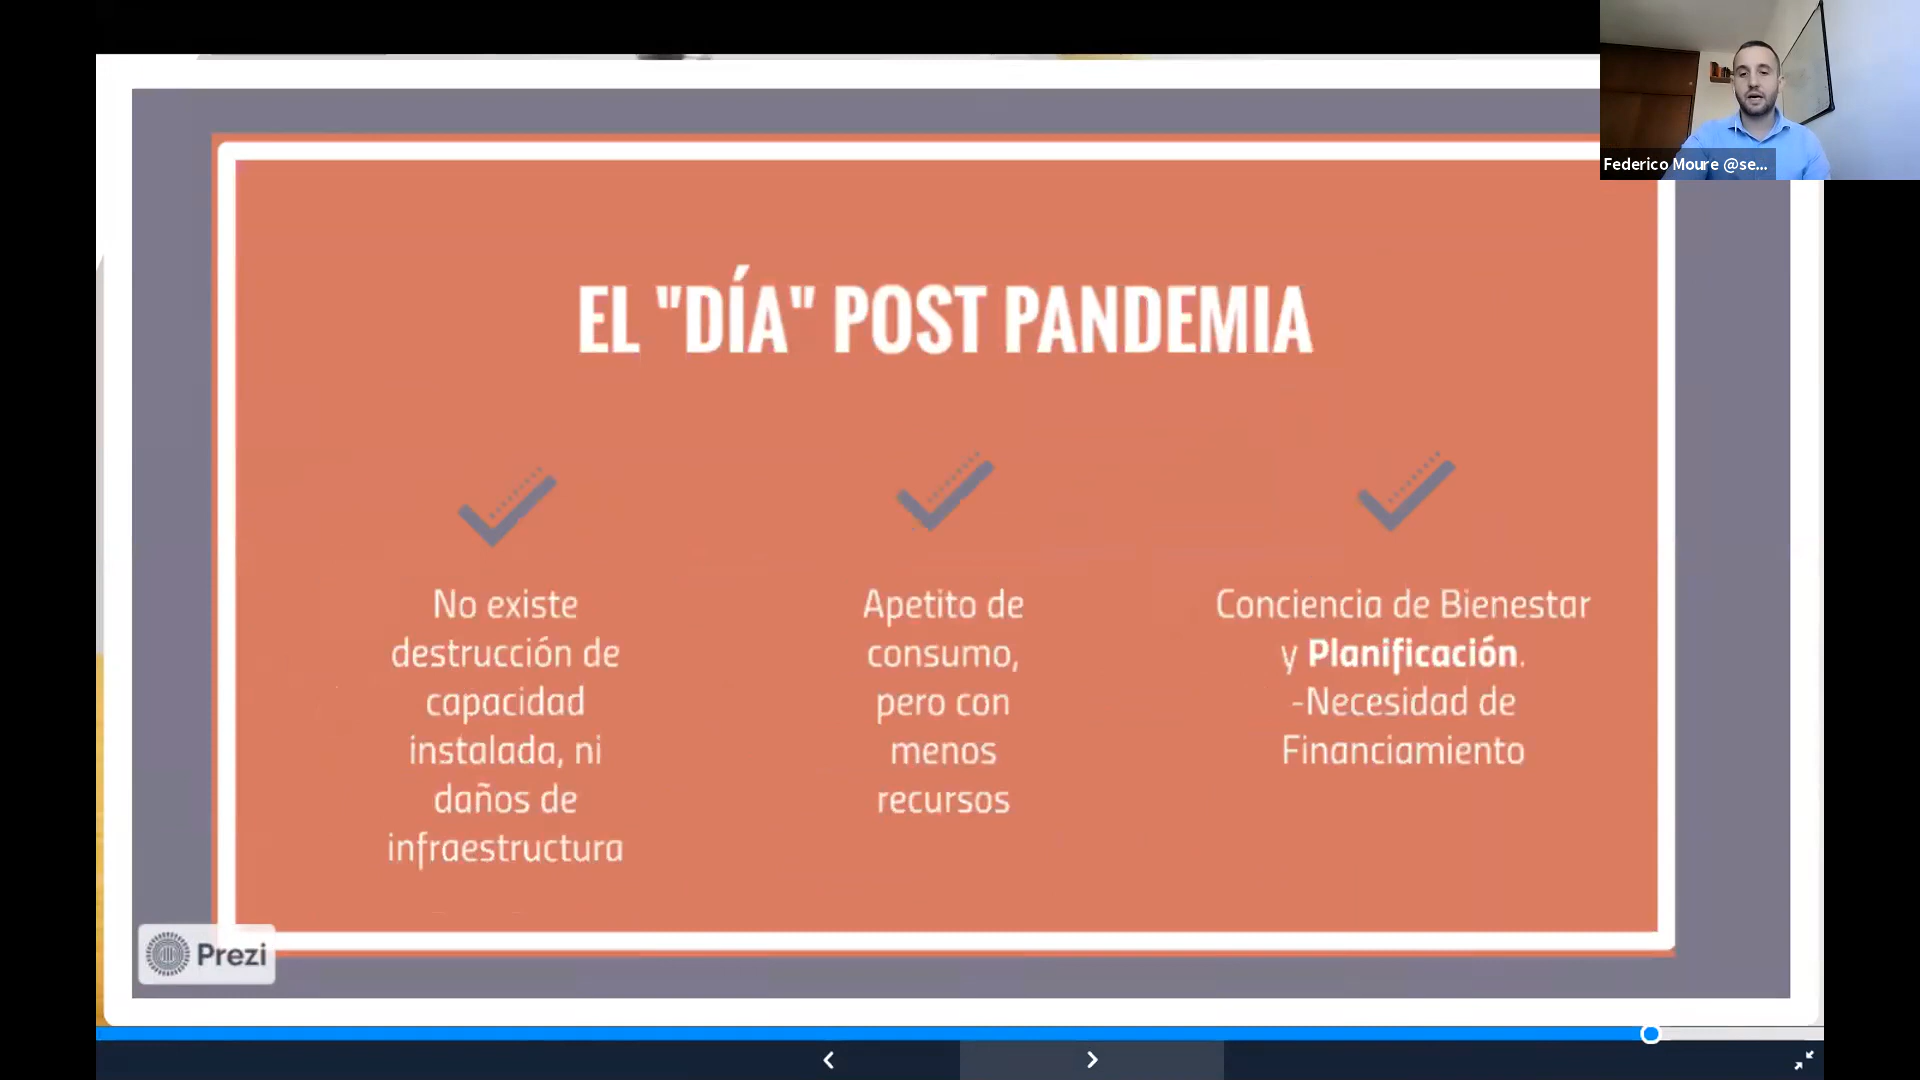 Federico Moure @se...
EL "DÍA" POST PANDEMIA
No existe
destrucción de
capacidad
instalada, ni
daños de
infraestructura
Apetito de
consumo,
pero con
menos
recursos
Conciencia de Bienestar
y Planificación.
-Necesidad de
Financiamiento
Prezi